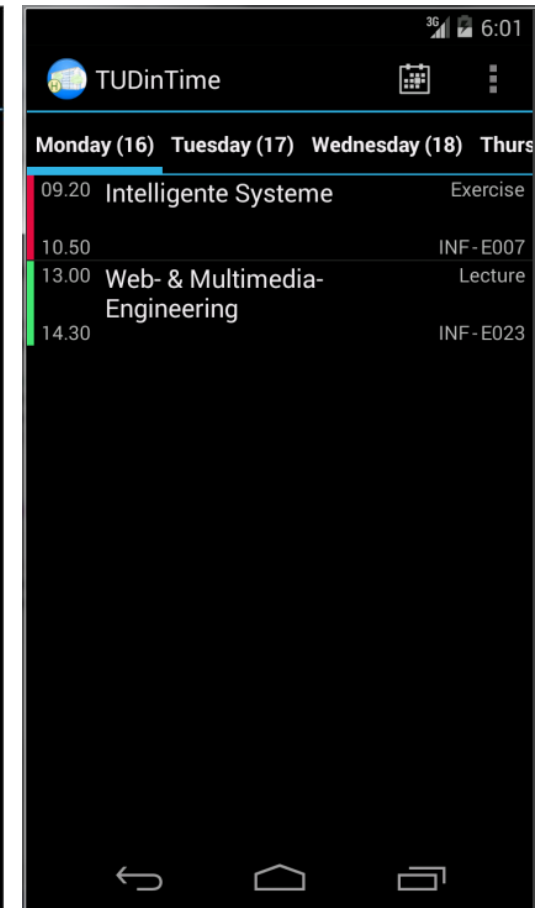 3G 6:01
TUDinTime
Monday (16) Tuesday (17) Wednesday (18) Thurs
09.20 Intelligente Systeme Exercise
10.50 INF-E007
13.00 Web- & Multimedia- Lecture
Engineering
14.30 INF-E023